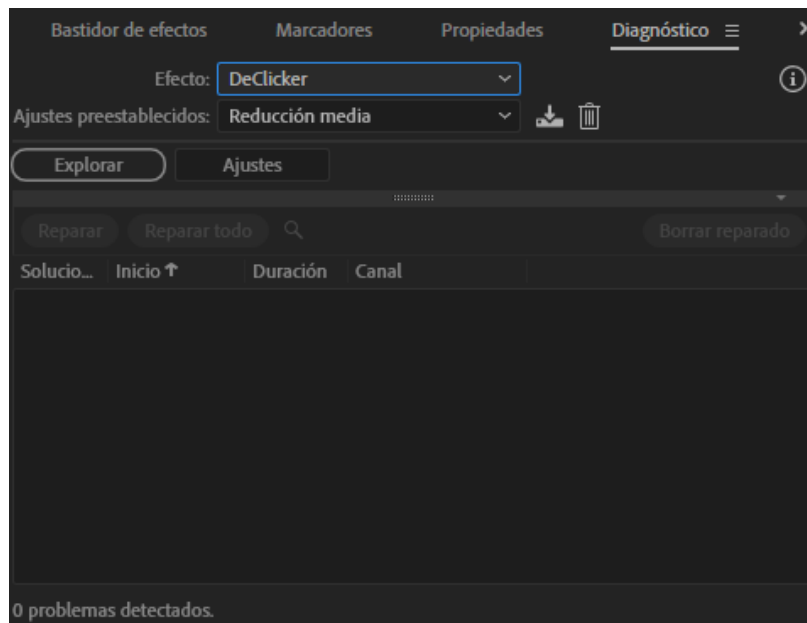 Bastidor de efectos Marcadores Propiedades Diagnóstico
Efecto: DeClicker
Ajustes preestablecidos: Reducción media
Explorar Ajustes
Reparar Reparar todo Borrar reparado
Solucio... Inicio Duración Canal
0 problemas detectados.